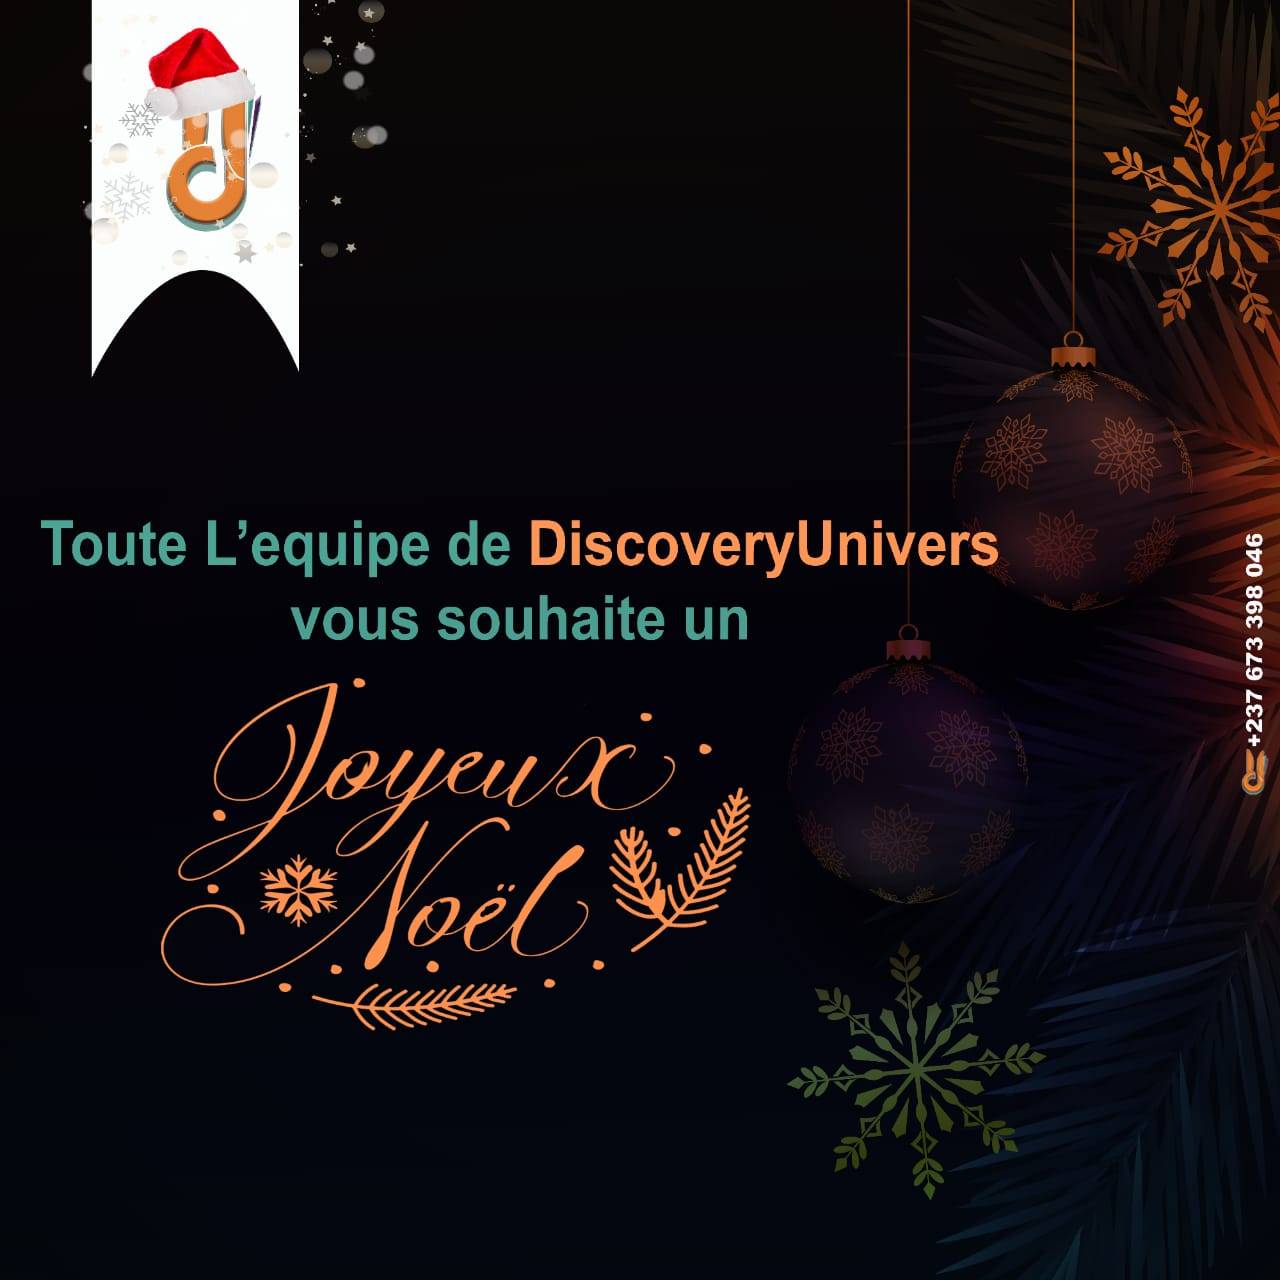 Toute L’equipe de DiscoveryUnivers
vous souhaite un
Joyeux
Noël
+237 673 398 046